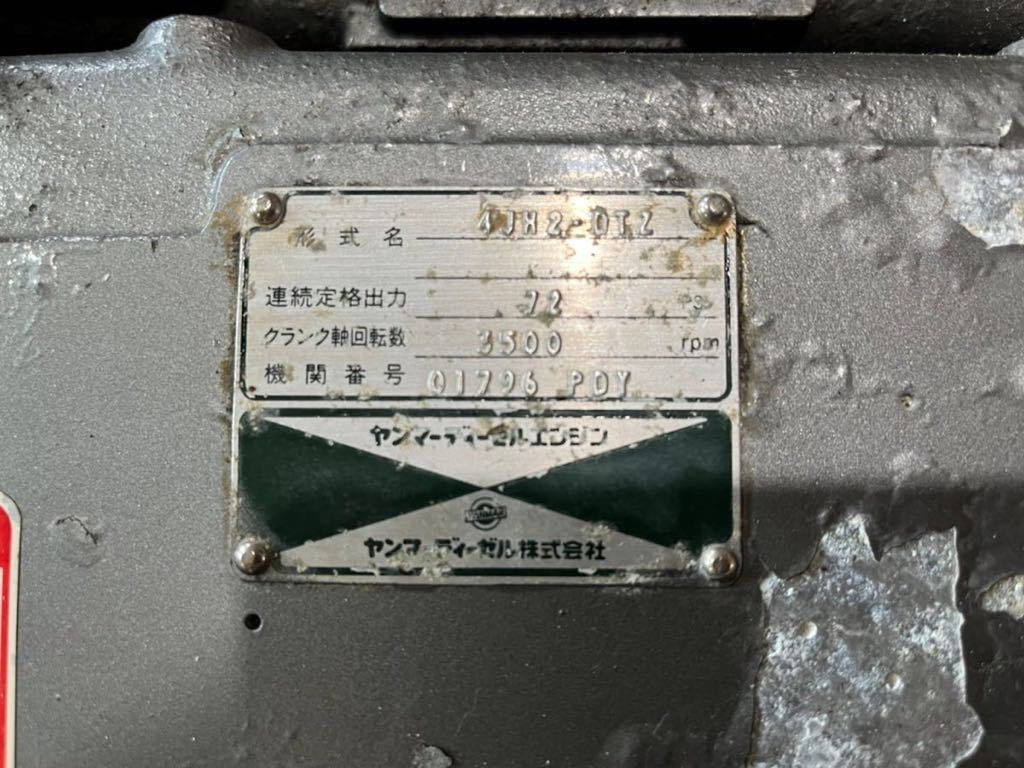 形式名 4JH2-DTZ
連続定格出力 72 PS
クランク軸回転数 3500 rpm
機関番号 01796 PDY
ヤンマーディーゼルエンジン
YANMAR
ヤンマーディーゼル株式会社